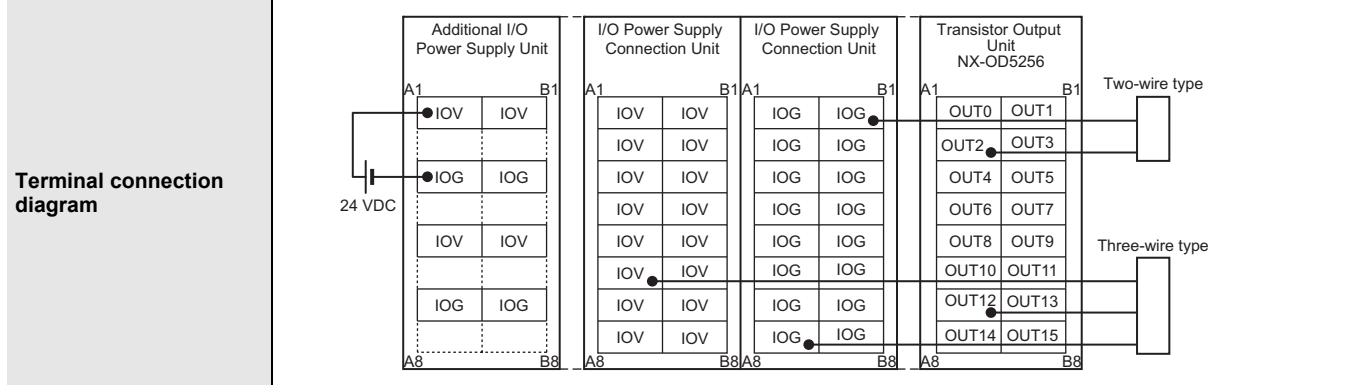 Terminal connection
diagram
Additional I/O
Power Supply Unit
I/O Power Supply
Connection Unit
I/O Power Supply
Connection Unit
Transistor Output
Unit
NX-OD5256
A1 B1 A1 B1 A1 B1 A1 B1
Two-wire type
IOV IOV IOV IOV IOG IOG OUT0 OUT1
IOV IOV IOG IOG OUT2 OUT3
IOG IOG IOV IOV IOG IOG OUT4 OUT5
24 VDC
IOV IOV IOG IOG OUT6 OUT7
IOV IOV IOV IOV IOG IOG OUT8 OUT9
Three-wire type
IOV IOV IOG IOG OUT10 OUT11
IOG IOG IOV IOV IOG IOG OUT12 OUT13
IOV IOV IOG IOG OUT14 OUT15
A8 B8 A8 B8 A8 B8 A8 B8